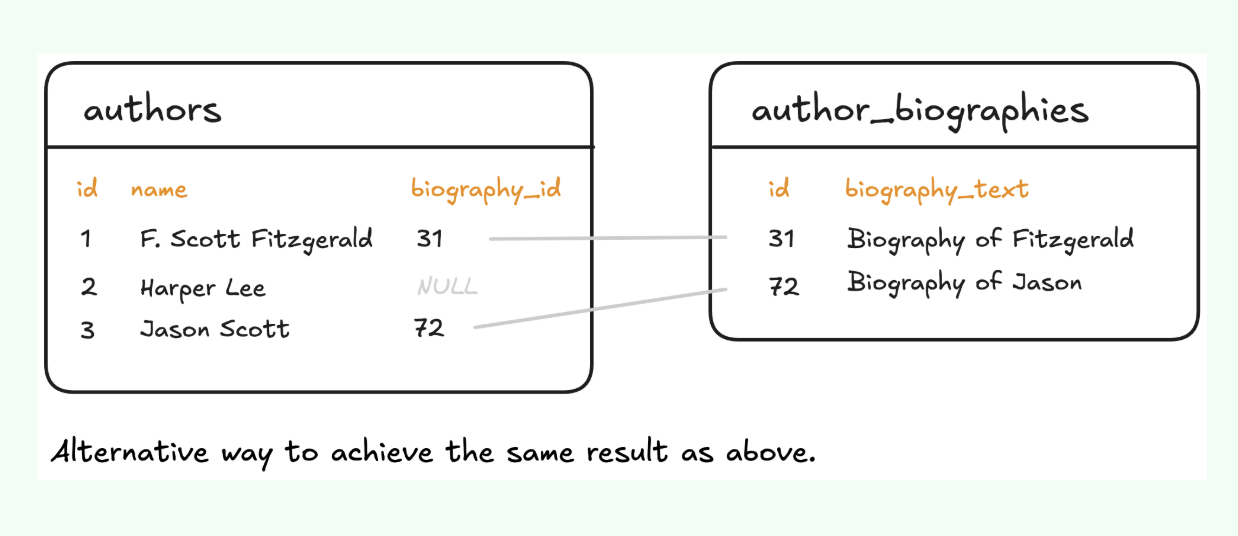 authors
id name biography_id
1 F. Scott Fitzgerald 31
2 Harper Lee NULL
3 Jason Scott 72
author_biographies
id biography_text
31 Biography of Fitzgerald
72 Biography of Jason
Alternative way to achieve the same result as above.